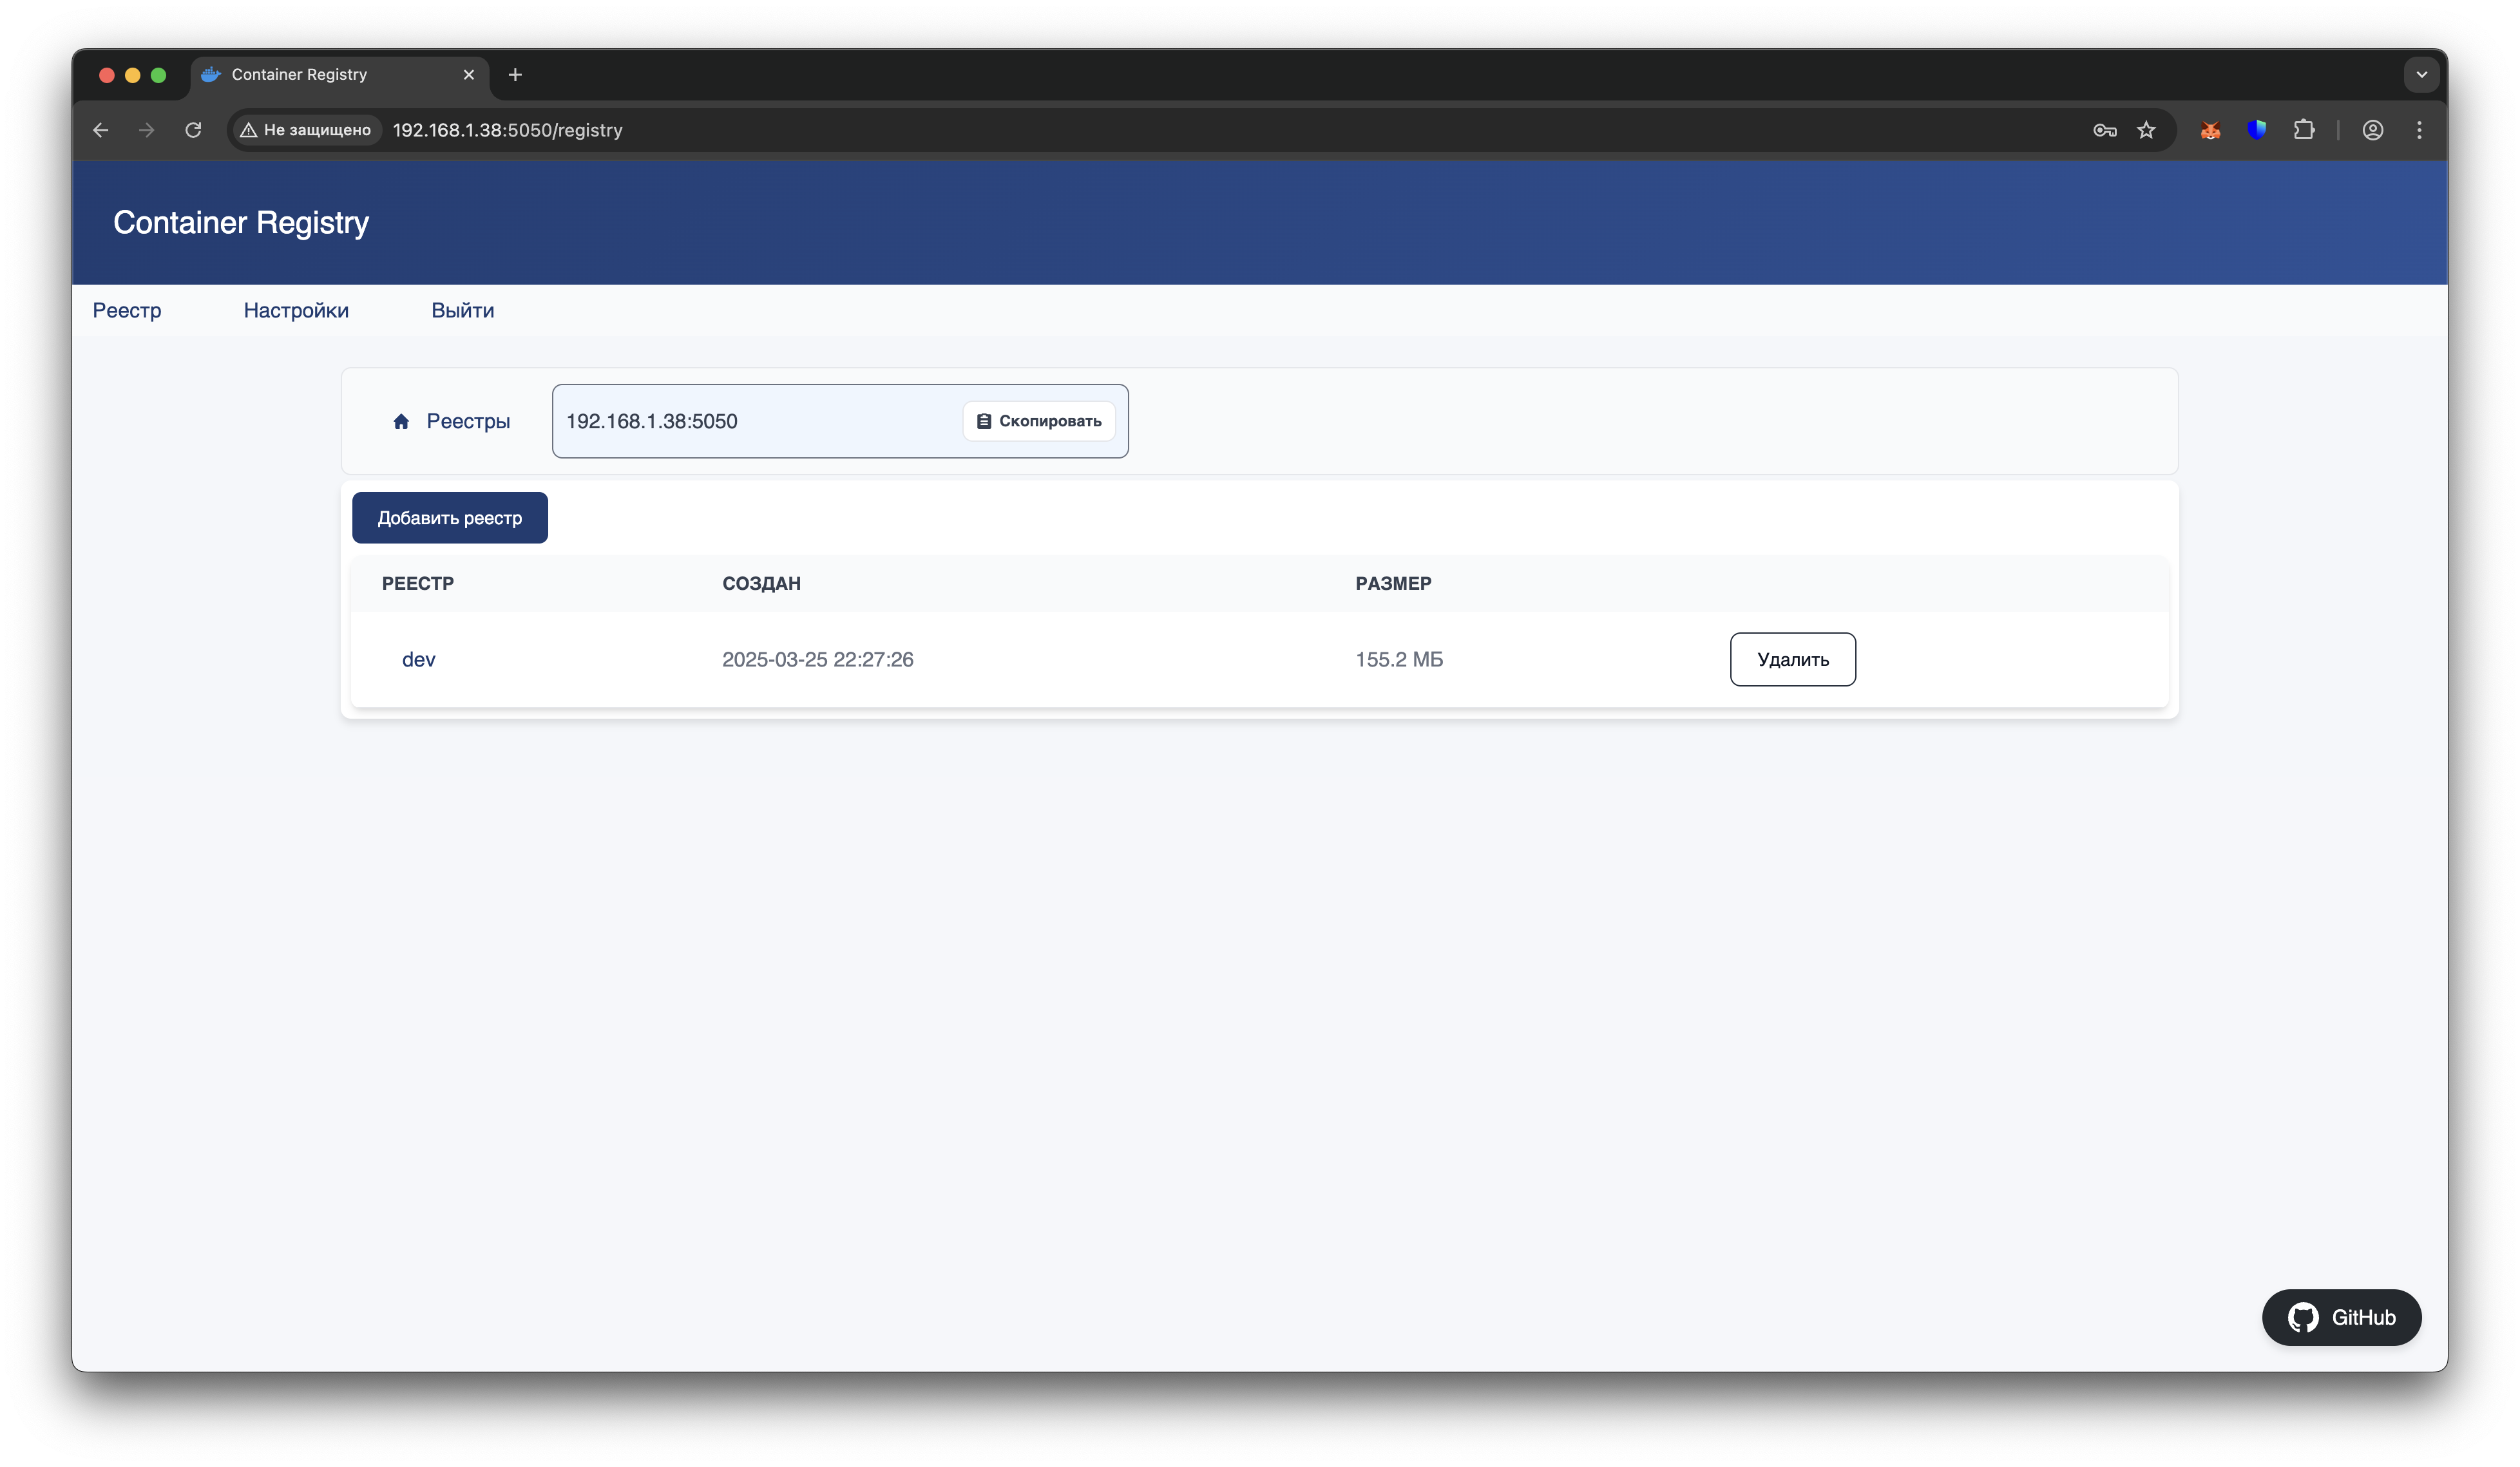 Container Registry
Не защищено 192.168.1.38:5050/registry
Container Registry
Реестр Настройки Выйти
Реестры 192.168.1.38:5050 Скопировать
Добавить реестр
РЕЕСТР СОЗДАН РАЗМЕР
dev 2025-03-25 22:27:26 155.2 МБ Удалить
GitHub